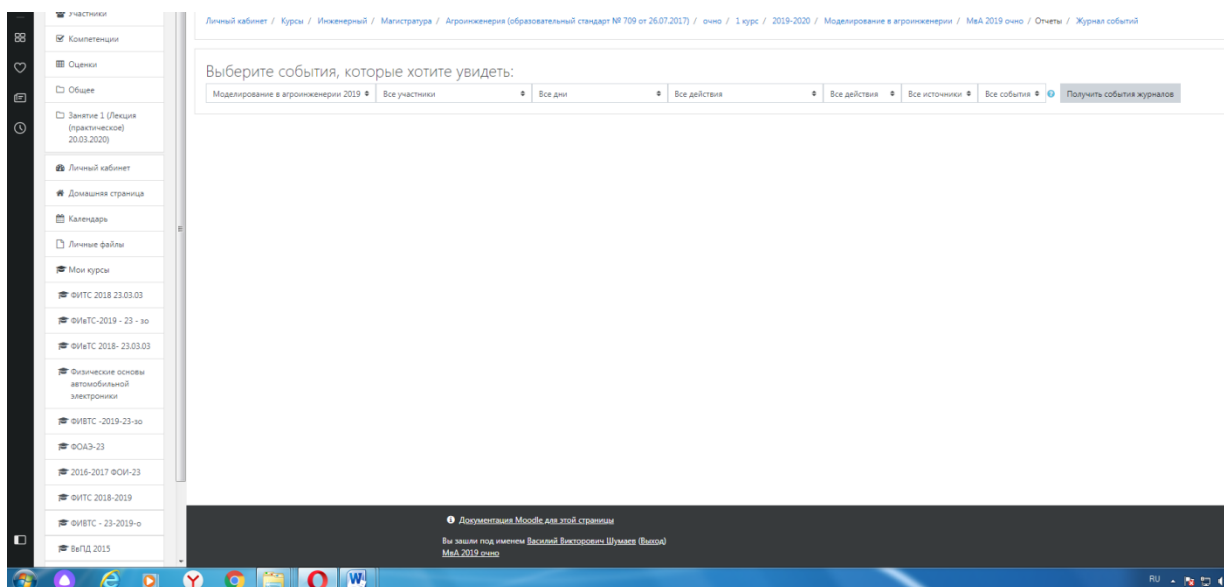 Участники
Компетенции
Оценки
Общее
Занятие 1 (Лекция
(практическое)
20.03.2020)
Личный кабинет
Домашняя страница
Календарь
Личные файлы
Мои курсы
ФИТС 2018 23.03.03
ФИвТС-2019 - 23 - зо
ФИвТС 2018- 23.03.03
Физические основы
автомобильной
электроники
ФИВТС -2019-23-зо
ФОАЭ-23
2016-2017 ФОИ-23
ФИТС 2018-2019
ФИВТС - 23-2019-о
ВвПД 2015
Личный кабинет / Курсы / Инженерный / Магистратура / Агроинженерия (образовательный стандарт № 709 от 26.07.2017) / очно / 1 курс / 2019-2020 / Моделирование в агроинженерии / МвА 2019 очно / Отчеты / Журнал событий
Выберите события, которые хотите увидеть:
Моделирование в агроинженерии 2019 Все участники Все дни Все действия Все действия Все источники Все события Получить события журналов
Документация Moodle для этой страницы
Вы зашли под именем Василий Викторович Шумаев (Выход)
МвА 2019 очно
RU